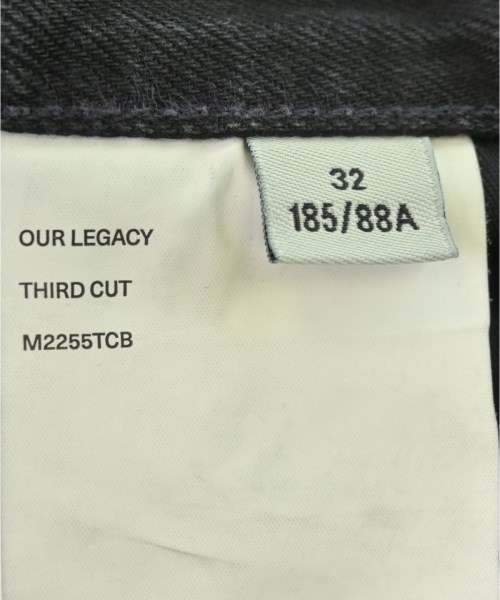 32
185/88A
OUR LEGACY
THIRD CUT
M2255TCB